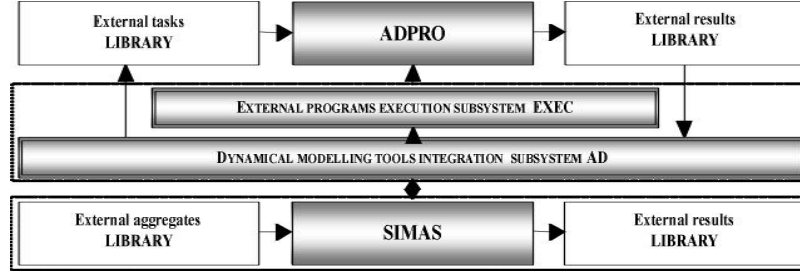 External tasks
LIBRARY
ADPRO
External results
LIBRARY
EXTERNAL PROGRAMS EXECUTION SUBSYSTEM EXEC
DYNAMICAL MODELLING TOOLS INTEGRATION SUBSYSTEM AD
External aggregates
LIBRARY
SIMAS
External results
LIBRARY